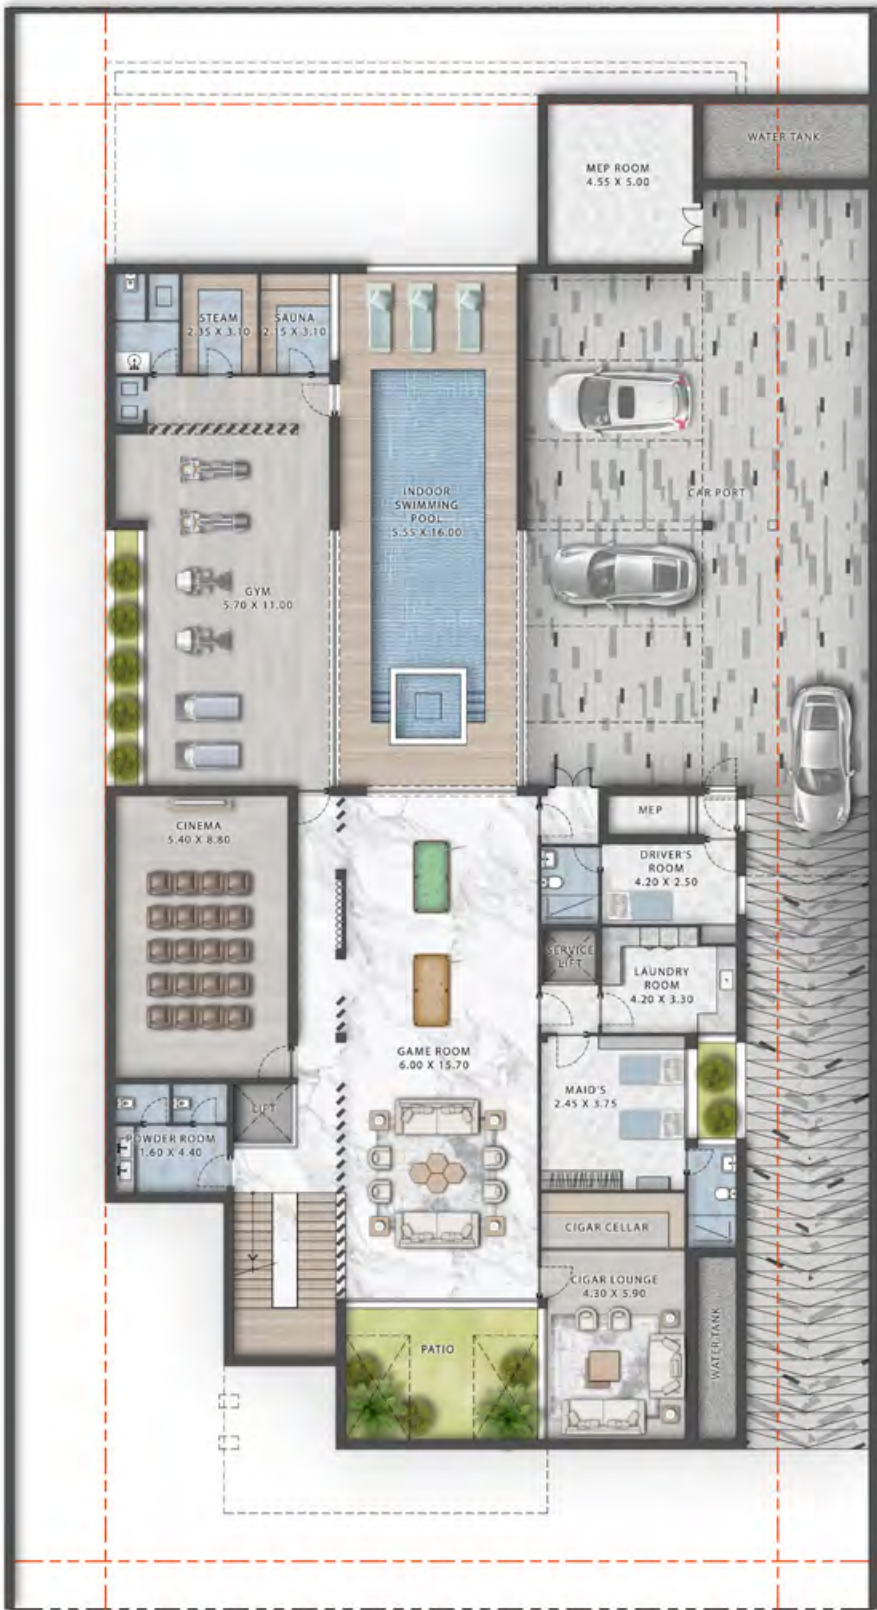 WATER TANK
MEP ROOM
4.55 X 5.00
STEAM
2.35 X 3.10
SAUNA
2.15 X 3.10
INDOOR
SWIMMING
POOL
5.55 X 16.00
CAR PORT
GYM
5.70 X 11.00
CINEMA
5.40 X 8.80
MEP
DRIVER'S
ROOM
4.20 X 2.50
SERVICE
LIFT
LAUNDRY
ROOM
4.20 X 3.30
GAME ROOM
6.00 X 15.70
MAID'S
2.45 X 3.75
LIFT
POWDER ROOM
1.60 X 4.40
CIGAR CELLAR
CIGAR LOUNGE
4.30 X 5.90
PATIO
WATER TANK